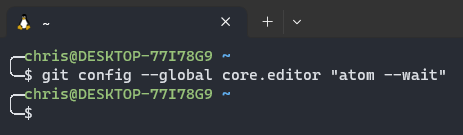 ~
chris@DESKTOP-77I78G9 ~
$ git config --global core.editor "atom --wait"
chris@DESKTOP-77I78G9 ~
$